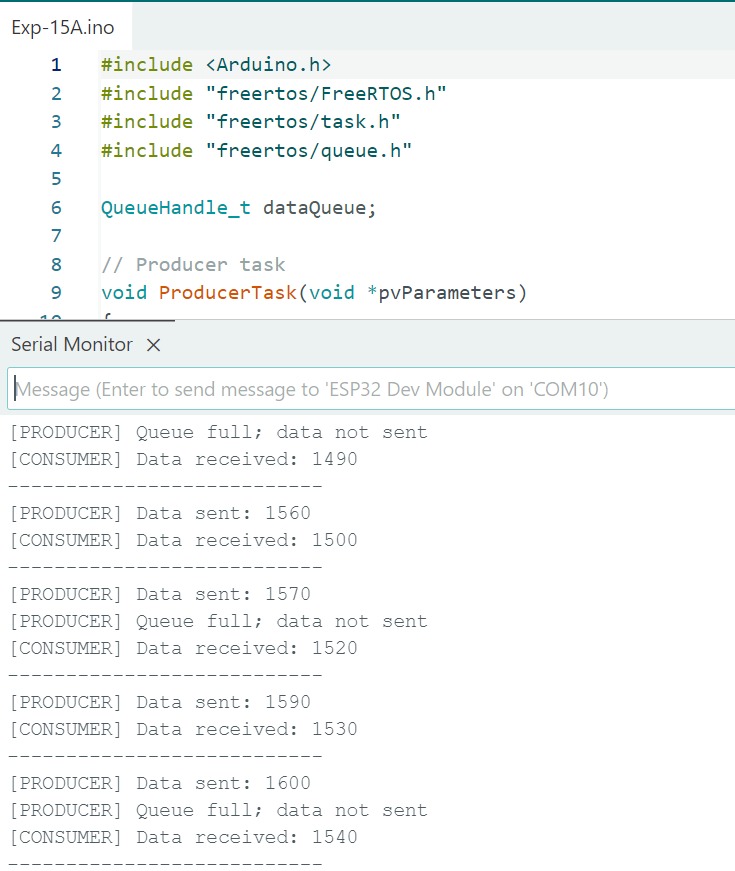 Exp-15A.ino
1 #include <Arduino.h>
2 #include "freertos/FreeRTOS.h"
3 #include "freertos/task.h"
4 #include "freertos/queue.h"
5
6 QueueHandle_t dataQueue;
7
8 // Producer task
9 void ProducerTask(void *pvParameters)
10 {
Serial Monitor ×
Message (Enter to send message to 'ESP32 Dev Module' on 'COM10')
[PRODUCER] Queue full; data not sent
[CONSUMER] Data received: 1490
---------------------------
[PRODUCER] Data sent: 1560
[CONSUMER] Data received: 1500
---------------------------
[PRODUCER] Data sent: 1570
[PRODUCER] Queue full; data not sent
[CONSUMER] Data received: 1520
---------------------------
[PRODUCER] Data sent: 1590
[CONSUMER] Data received: 1530
---------------------------
[PRODUCER] Data sent: 1600
[PRODUCER] Queue full; data not sent
[CONSUMER] Data received: 1540
---------------------------